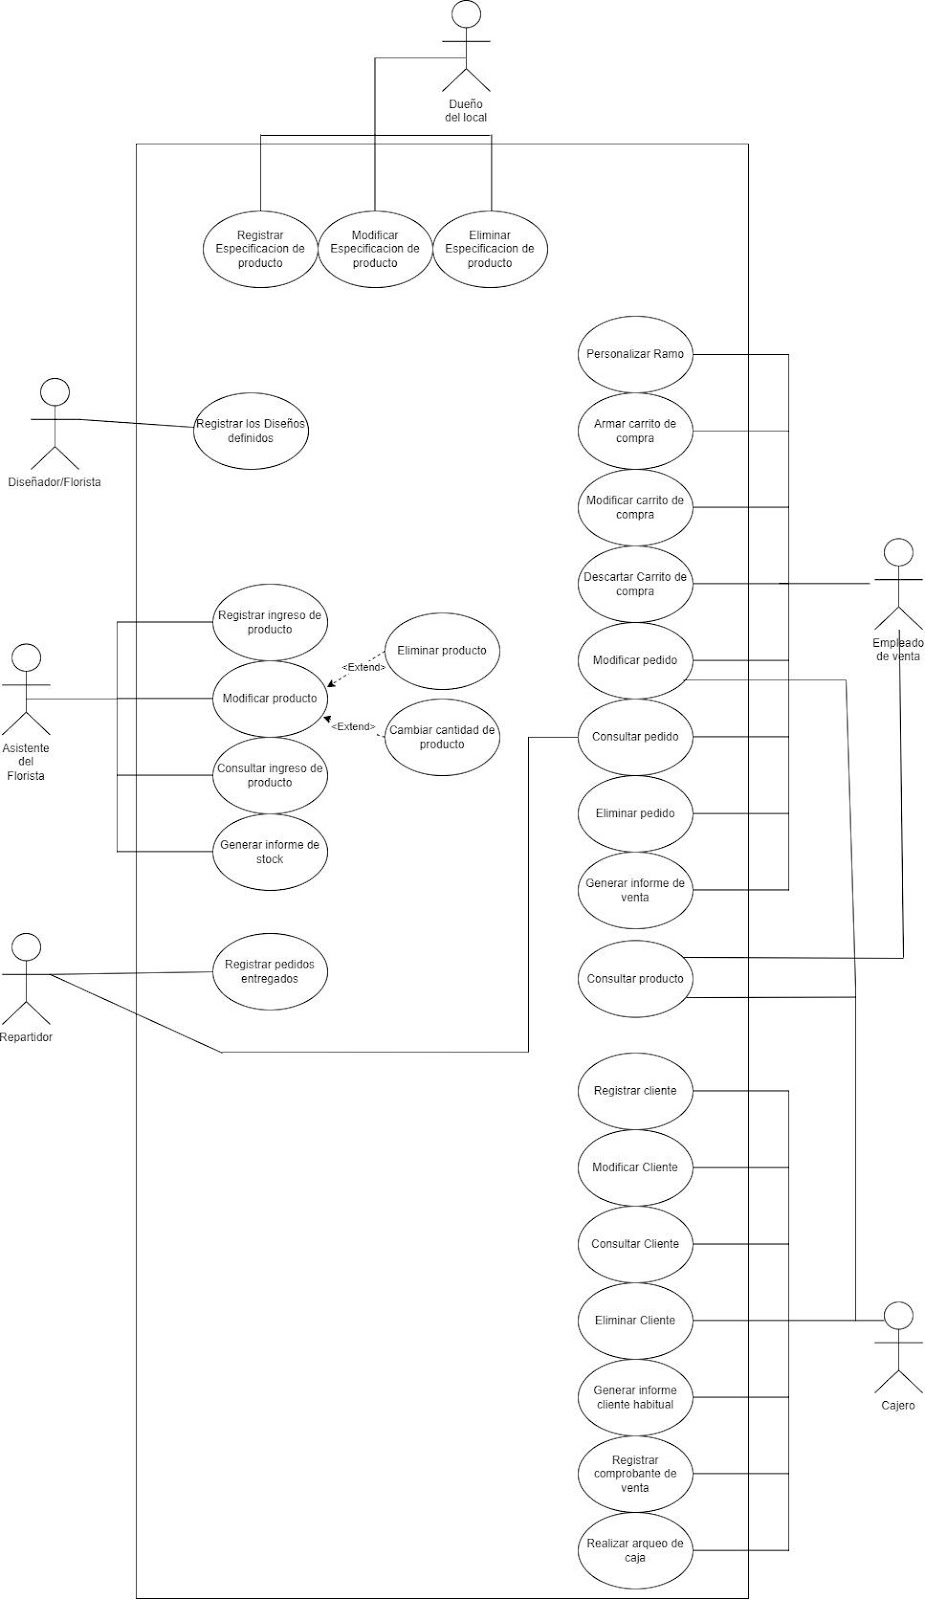 Dueño
del local
Registrar
Especificacion de
producto
Modificar
Especificacion de
producto
Eliminar
Especificacion de
producto
Personalizar Ramo
Diseñador/Florista
Registrar los Diseños
definidos
Armar carrito de
compra
Modificar carrito de
compra
Descartar Carrito de
compra
Empleado
de venta
Registrar ingreso de
producto
Eliminar producto
<Extend>
Modificar producto
Modificar pedido
Asistente
del
Florista
<Extend>
Cambiar cantidad de
producto
Consultar pedido
Consultar ingreso de
producto
Eliminar pedido
Generar informe de
stock
Generar informe de
venta
Repartidor
Registrar pedidos
entregados
Consultar producto
Registrar cliente
Modificar Cliente
Consultar Cliente
Eliminar Cliente
Cajero
Generar informe
cliente habitual
Registrar
comprobante de
venta
Realizar arqueo de
caja